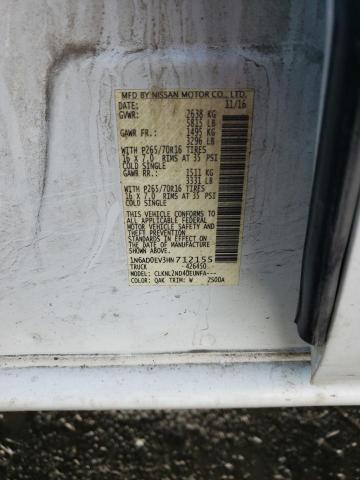 MFD BY NISSAN MOTOR CO., LTD.
DATE: 11/16
GVWR: 2638 KG
5815 LB
GAWR FR.: 1495 KG
3296 LB
WITH P265/70R16 TIRES
16 X 7.0 RIMS AT 35 PSI
COLD SINGLE
GAWR RR.: 1511 KG
3331 LB
WITH P265/70R16 TIRES
16 X 7.0 RIMS AT 35 PSI
COLD SINGLE
THIS VEHICLE CONFORMS TO ALL
APPLICABLE FEDERAL MOTOR
VEHICLE SAFETY
STANDARDS IN EFFECT ON THE
DATE OF MANUFACTURE SHOWN
ABOVE.
1N6AD0EV3HN712155
TRUCK -426450-
MODEL: CLKNL2ND40EUNFA---
COLOR: QAK TRIM: W